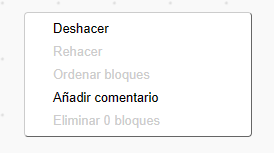 Deshacer
Rehacer
Ordenar bloques
Añadir comentario
Eliminar 0 bloques